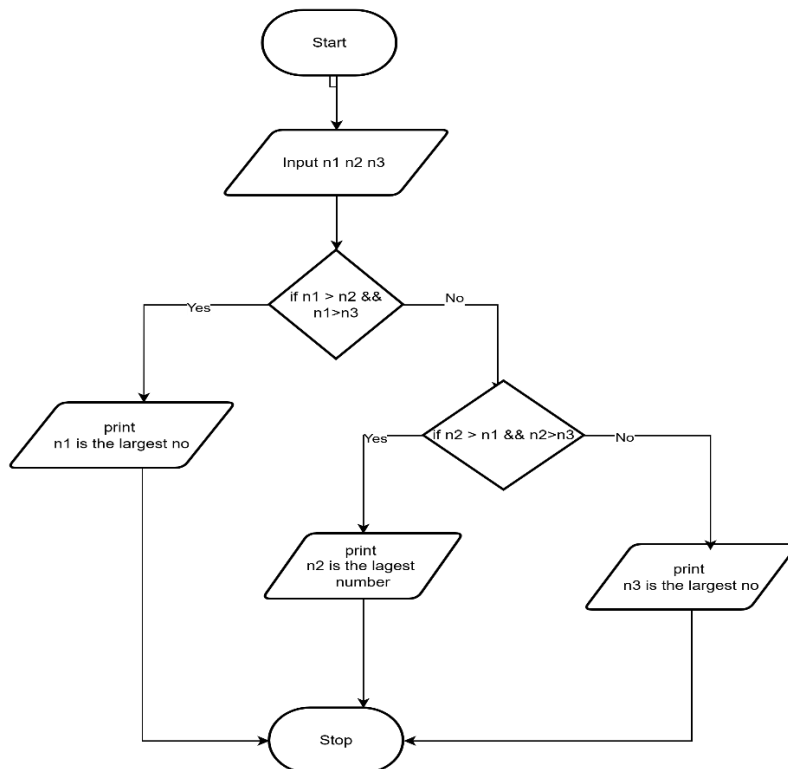 Start
Input n1 n2 n3
if n1 > n2 &&
n1>n3
Yes
No
print
n1 is the largest no
if n2 > n1 && n2>n3
Yes
No
print
n2 is the lagest
number
print
n3 is the largest no
Stop